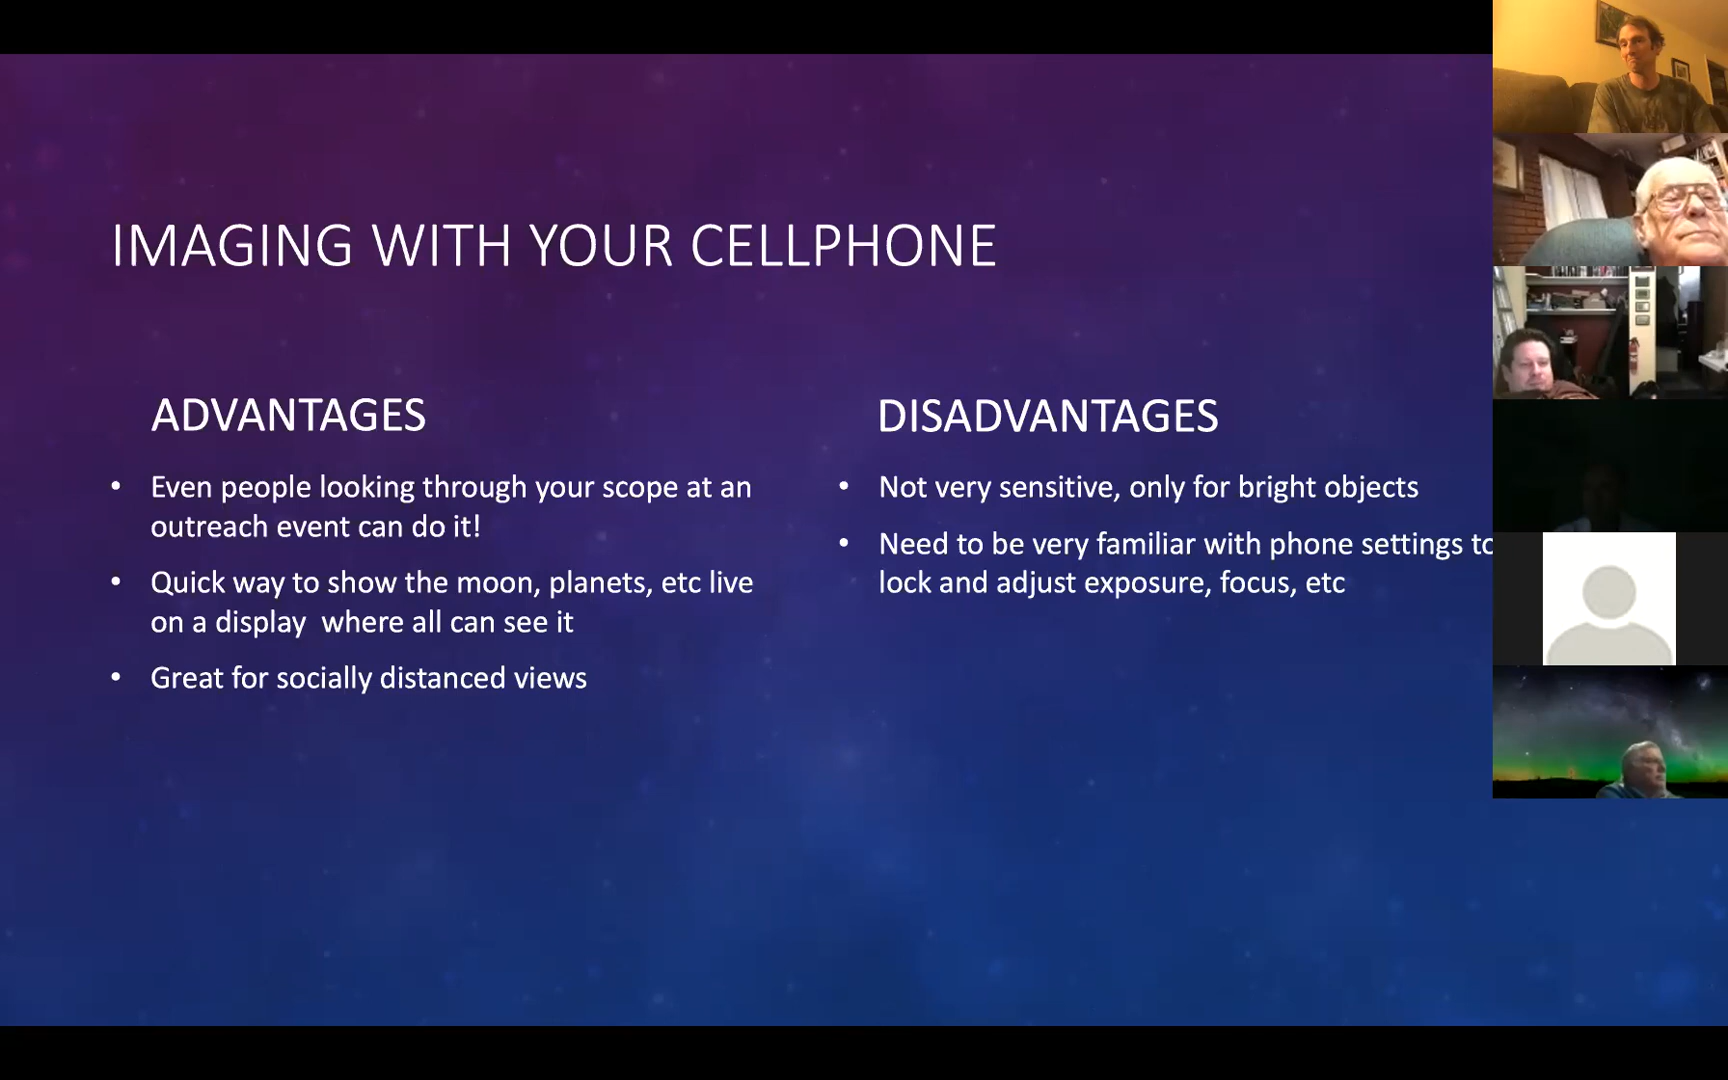 IMAGING WITH YOUR CELLPHONE
ADVANTAGES
• Even people looking through your scope at an
outreach event can do it!
• Quick way to show the moon, planets, etc live
on a display  where all can see it
• Great for socially distanced views
DISADVANTAGES
• Not very sensitive, only for bright objects
• Need to be very familiar with phone settings to
lock and adjust exposure, focus, etc